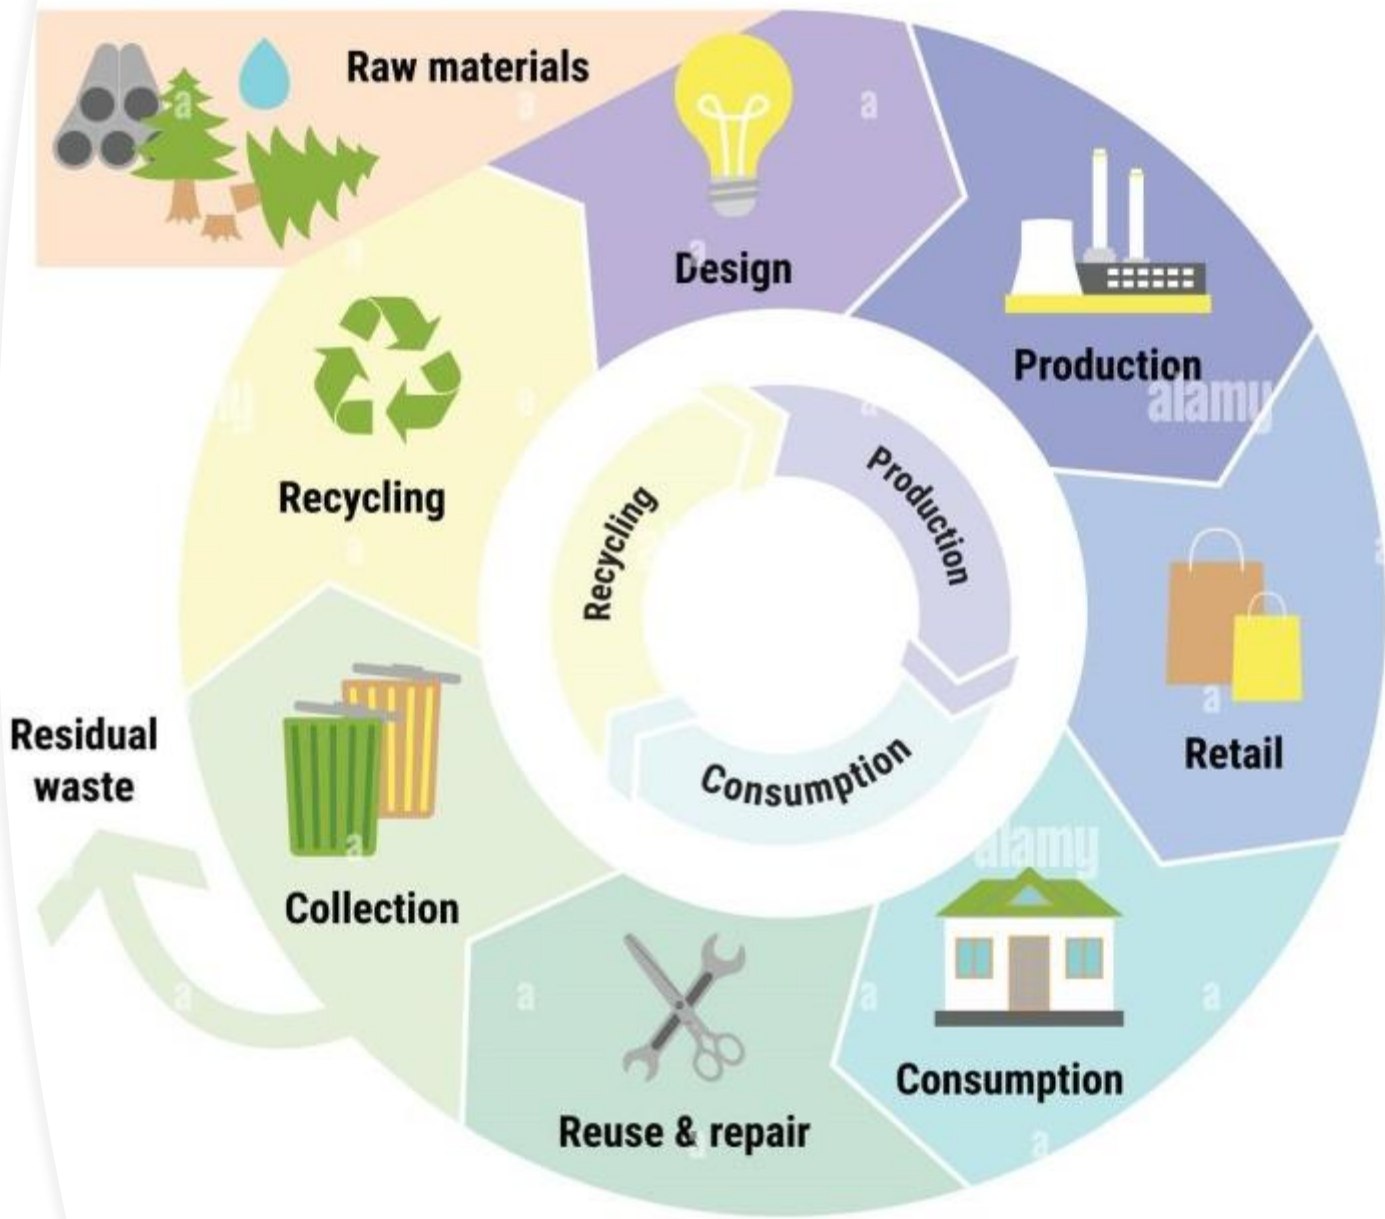 Raw materials
Design
Production
alamy
Retail
Consumption
alamy
Reuse & repair
Collection
Residual
waste
Recycling
Production
Consumption
Recycling
a
a
a
a
a
a
a
a
a
a
a
a
a
a